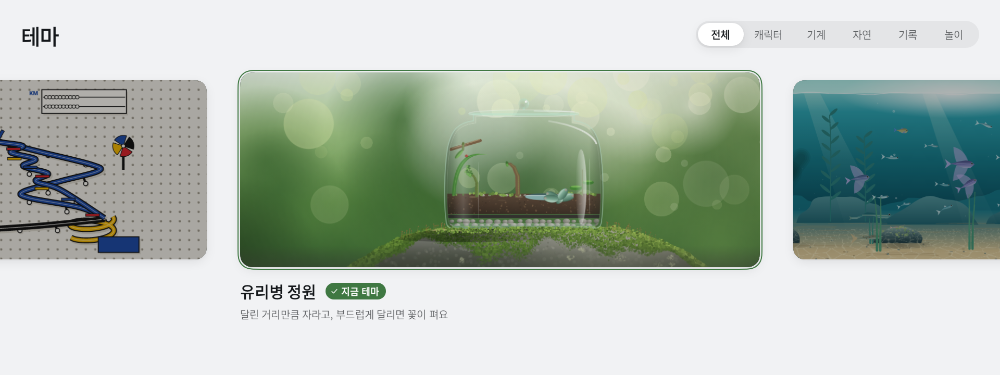 테마
전체 캐릭터 기계 자연 기록 놀이
KM
유리병 정원 지금 테마
달린 거리만큼 자라고, 부드럽게 달리면 꽃이 펴요